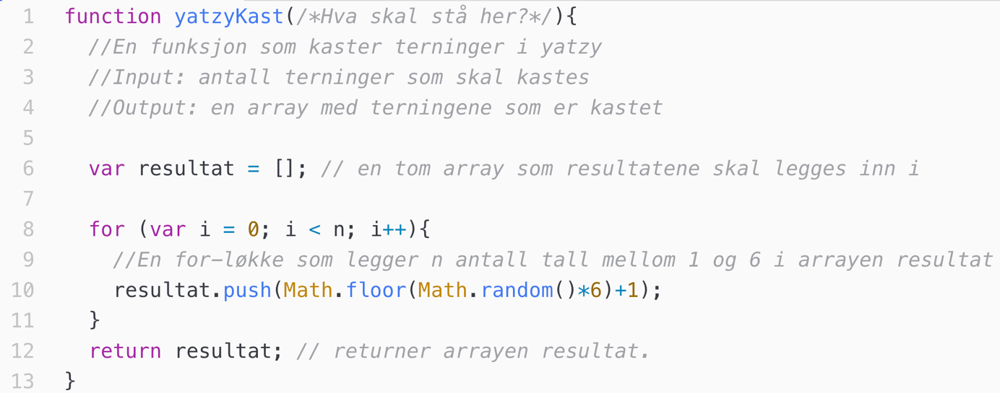 1 function yatzyKast(/*Hva skal stå her?*/){
2 //En funksjon som kaster terninger i yatzy
3 //Input: antall terninger som skal kastes
4 //Output: en array med terningene som er kastet
5
6 var resultat = []; // en tom array som resultatene skal legges inn i
7
8 for (var i = 0; i < n; i++){
9 //En for-løkke som legger n antall tall mellom 1 og 6 i arrayen resultat
10 resultat.push(Math.floor(Math.random()*6)+1);
11 }
12 return resultat; // returner arrayen resultat.
13 }